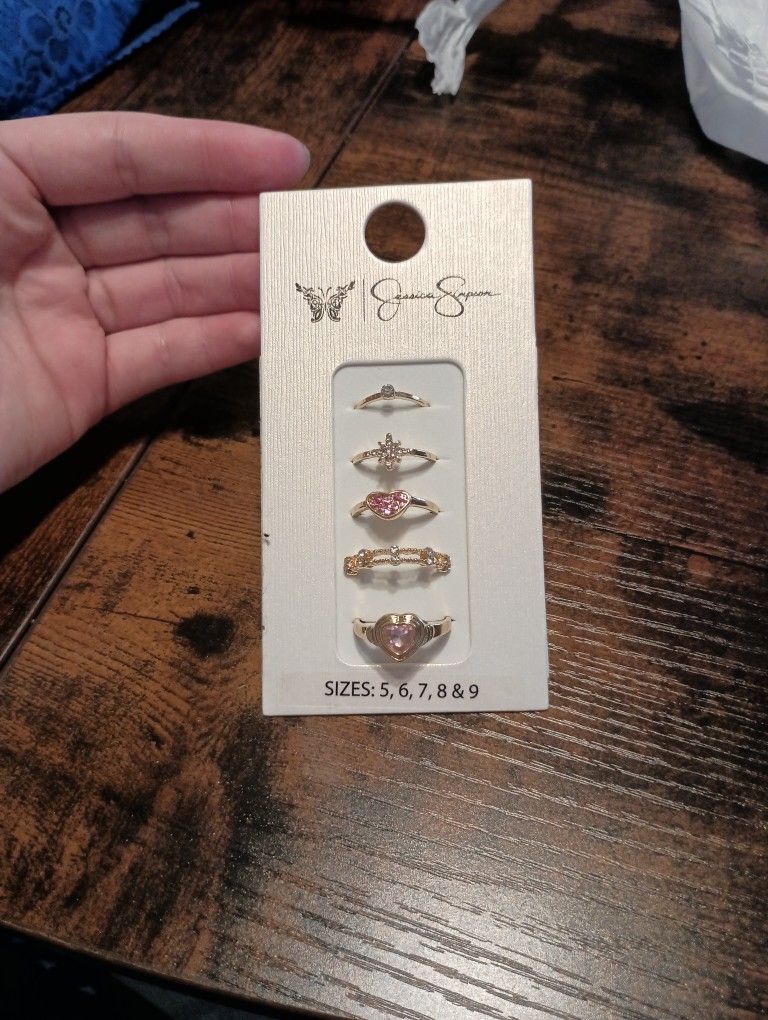 Jessica Simpson
SIZES: 5, 6, 7, 8 & 9